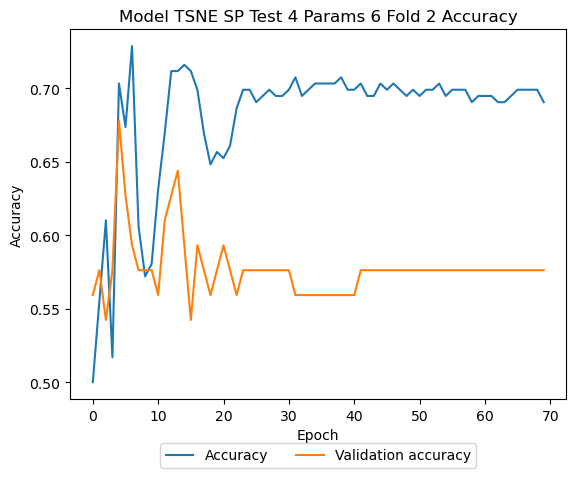 Model TSNE SP Test 4 Params 6 Fold 2 Accuracy
0.70
0.65
0.60
0.55
0.50
Accuracy
0 10 20 30 40 50 60 70
Epoch
Accuracy Validation accuracy